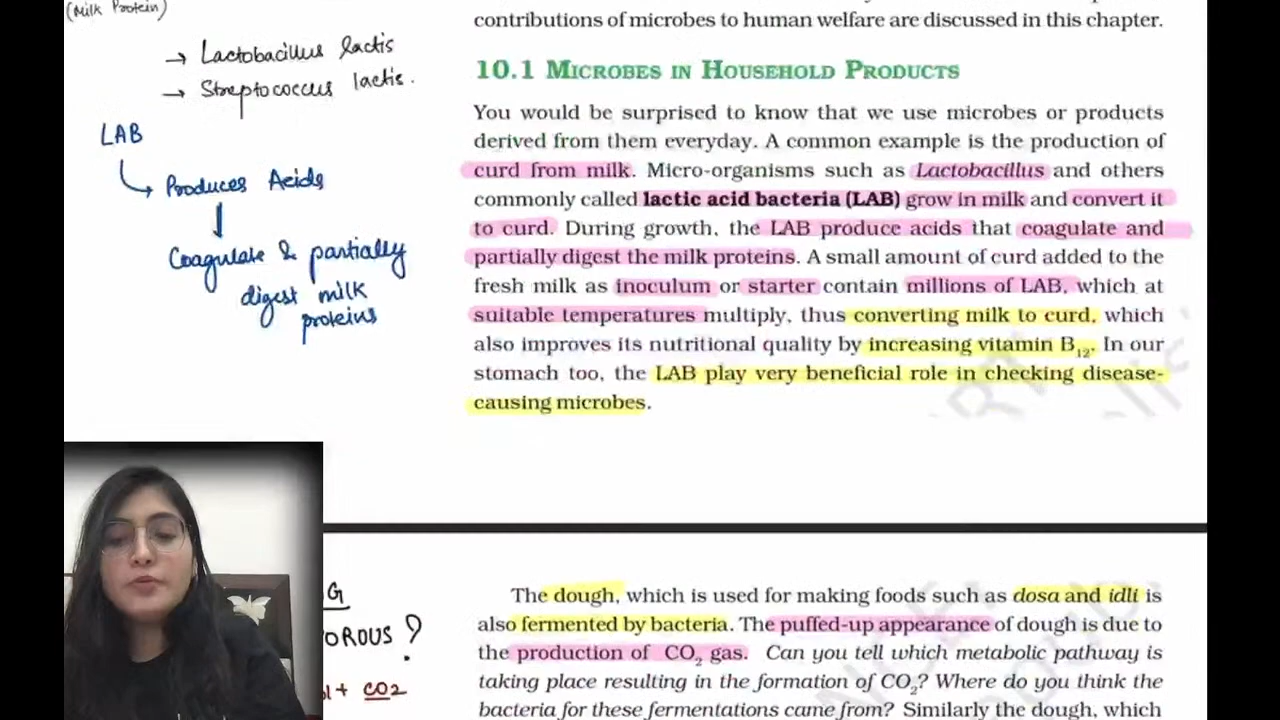 (Milk Protein)
→ Lactobacillus lactis
→ Streptococcus lactis.
LAB
Produces Acids
Coagulate & partially
digest milk
proteins
contributions of microbes to human welfare are discussed in this chapter.
10.1 MICROBES IN HOUSEHOLD PRODUCTS
You would be surprised to know that we use microbes or products
derived from them everyday. A common example is the production of
curd from milk. Micro-organisms such as Lactobacillus and others
commonly called lactic acid bacteria (LAB) grow in milk and convert it
to curd. During growth, the LAB produce acids that coagulate and
partially digest the milk proteins. A small amount of curd added to the
fresh milk as inoculum or starter contain millions of LAB, which at
suitable temperatures multiply, thus converting milk to curd, which
also improves its nutritional quality by increasing vitamin B12. In our
stomach too, the LAB play very beneficial role in checking disease-
causing microbes.
G
OROUS ?
+ CO2
The dough, which is used for making foods such as dosa and idli is
also fermented by bacteria. The puffed-up appearance of dough is due to
the production of CO2 gas. Can you tell which metabolic pathway is
taking place resulting in the formation of CO2? Where do you think the
bacteria for these fermentations came from? Similarly the dough, which